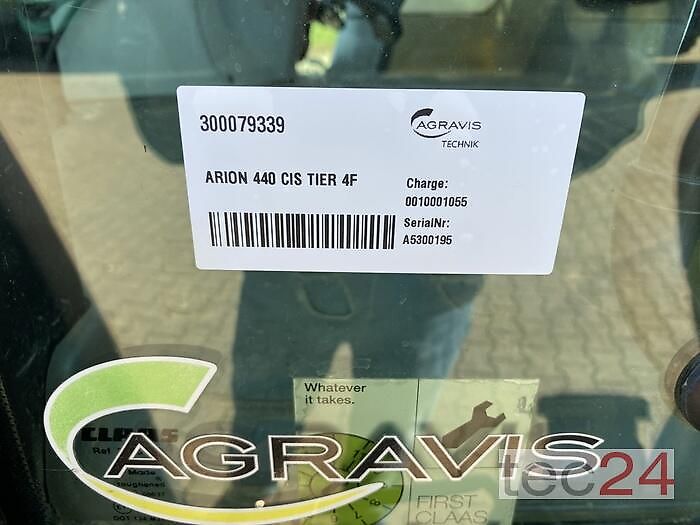 300079339
AGRAVIS
TECHNIK
ARION 440 CIS TIER 4F
Charge:
0010001055
SerialNr:
A5300195
Whatever
it takes.
CLAAS
AGRAVIS
FIRST
CLAAS
tec24